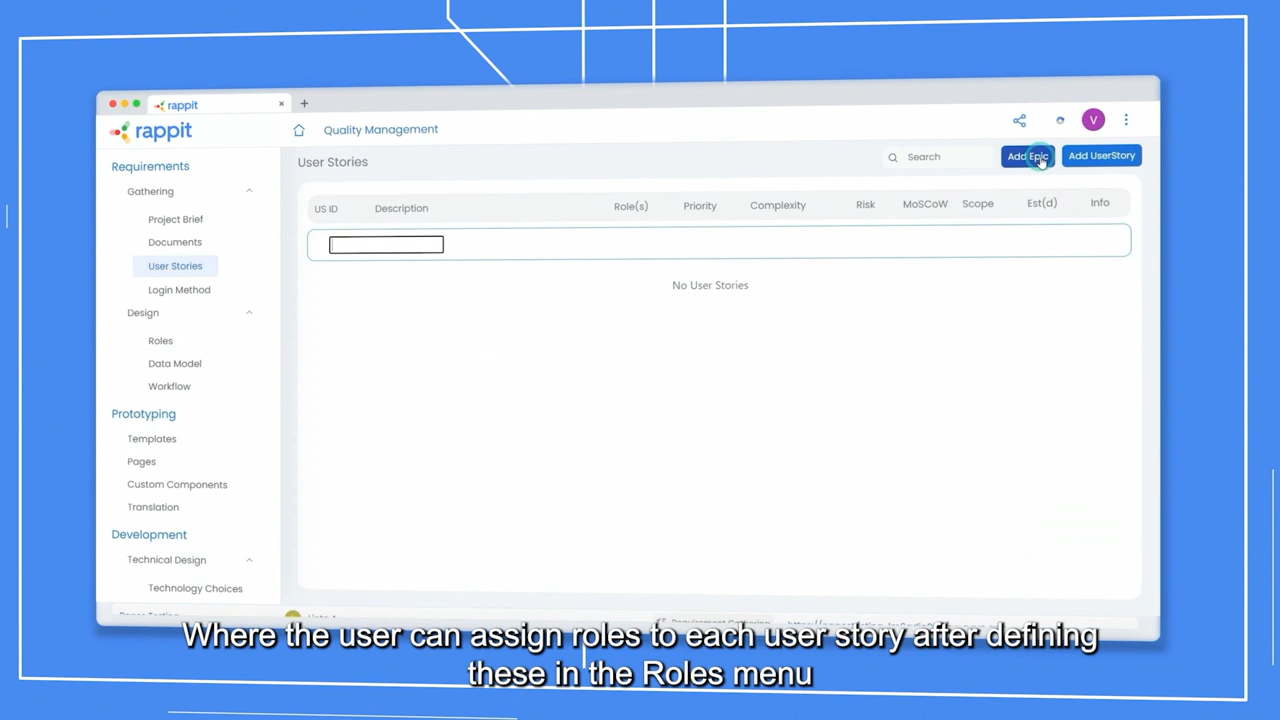 rappit
rappit
Quality Management
V
Requirements
Gathering
Project Brief
Documents
User Stories
Login Method
Design
Roles
Data Model
Workflow
Prototyping
Templates
Pages
Custom Components
Translation
Development
Technical Design
Technology Choices
User Stories
Search
Add Epic
Add UserStory
US ID Description Role(s) Priority Complexity Risk MoSCoW Scope Est(d) Info
No User Stories
Requirement Gathering
Where the user can assign roles to each user story after defining
these in the Roles menu